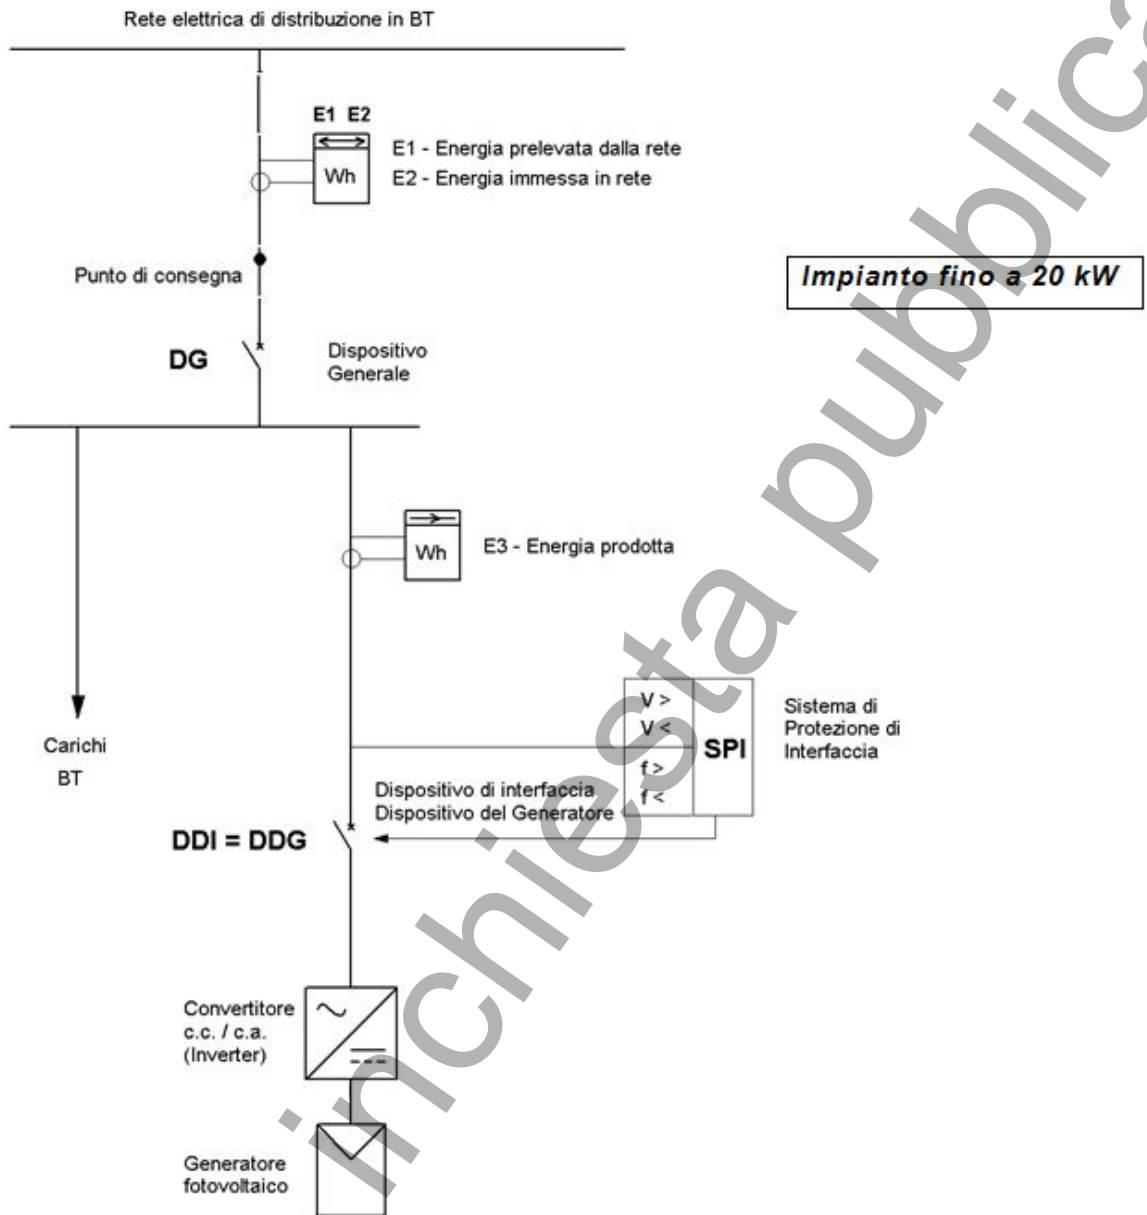 Rete elettrica di distribuzione in BT
E1 E2
Wh
E1 - Energia prelevata dalla rete
E2 - Energia immessa in rete
Punto di consegna
Impianto fino a 20 kW
DG
Dispositivo
Generale
Wh
E3 - Energia prodotta
Carichi
BT
V >
V <
f >
f <
SPI
Sistema di
Protezione di
Interfaccia
Dispositivo di interfaccia
Dispositivo del Generatore
DDI = DDG
Convertitore
c.c. / c.a.
(Inverter)
Generatore
fotovoltaico
inchiesta pubblica